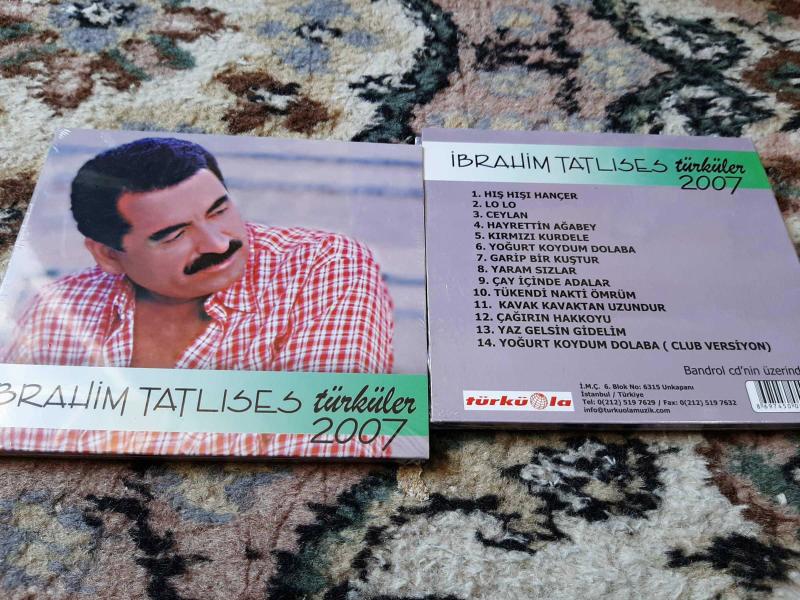 BRAHİM TATLISES türküler
2007
İBRAHİM TATLISES türküler
2007
1. HIŞ HIŞI HANÇER
2. LO LO
3. CEYLAN
4. HAYRETTİN AĞABEY
5. KIRMIZI KURDELE
6. YOĞURT KOYDUM DOLABA
7. GARİP BİR KUŞTUR
8. YARAM SIZLAR
9. ÇAY İÇİNDE ADALAR
10. TÜKENDİ NAKTİ ÖMRÜM
11. KAVAK KAVAKTAN UZUNDUR
12. ÇAĞIRIN HAKKOYU
13. YAZ GELSİN GİDELİM
14. YOĞURT KOYDUM DOLABA ( CLUB VERSİYON)
Bandrol cd'nin üzerind
türküola
İ.M.Ç. 6. Blok No: 6315 Unkapanı
İstanbul / Türkiye
Tel: 0(212) 519 7629 / Fax: 0(212) 519 7632
info@turkuolamuzik.com